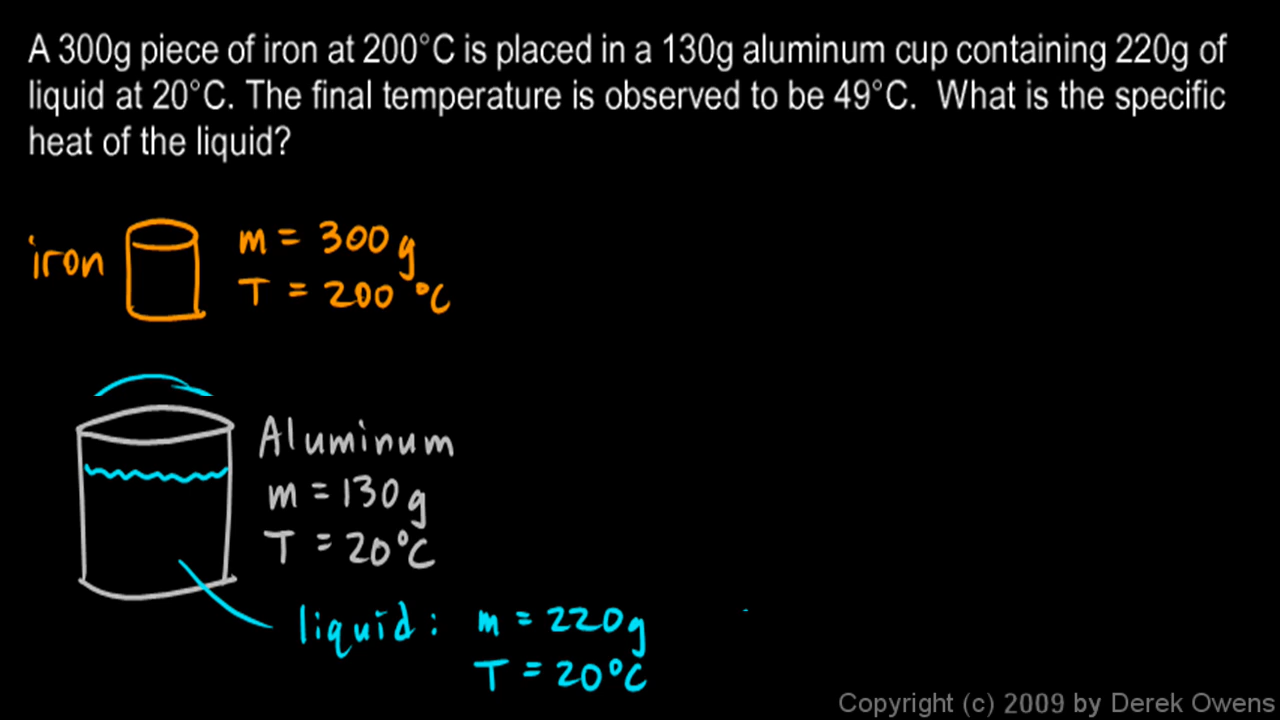 A 300g piece of iron at 200°C is placed in a 130g aluminum cup containing 220g of
liquid at 20°C. The final temperature is observed to be 49°C. What is the specific
heat of the liquid?
iron
m = 300 g
T = 200 °C
Aluminum
m = 130 g
T = 20°C
liquid: m = 220g
T = 20°C
Copyright (c) 2009 by Derek Owens